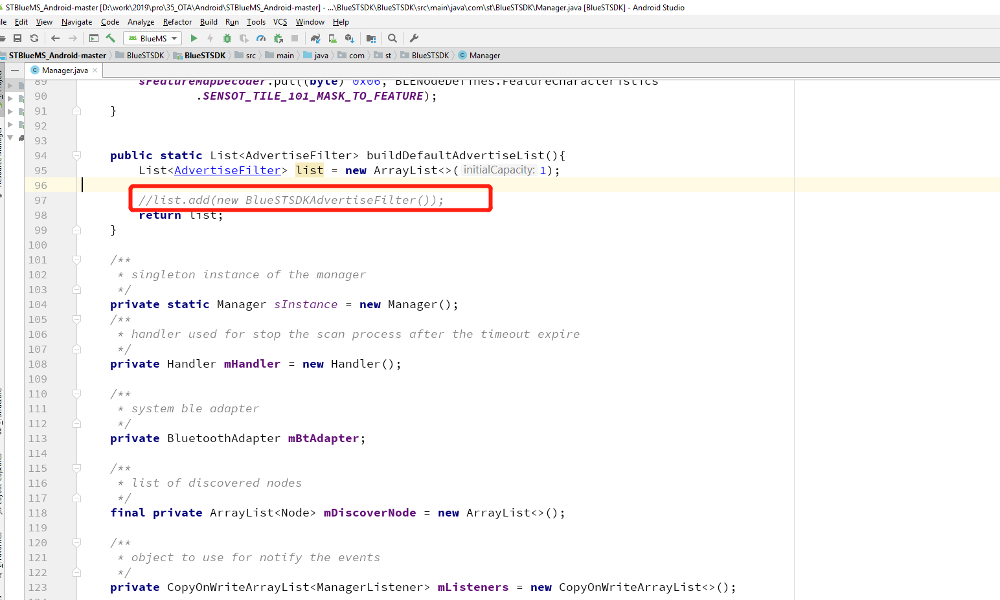 STBlueMS_Android-master [D:\work\2019\pro\35_OTA\Android\STBlueMS_Android-master] - ...\BlueSTSDK\BlueSTSDK\src\main\java\com\st\BlueSTSDK\Manager.java [BlueSTSDK] - Android Studio
Edit View Navigate Code Analyze Refactor Build Run Tools VCS Window Help
BlueMS
STBlueMS_Android-master BlueSTSDK BlueSTSDK src main java com st BlueSTSDK Manager
Manager.java
89 sFeatureMapDecoder.put((byte) 0x06, BLENodeDefines.FeatureCharacteristics
90 .SENSOT_TILE_101_MASK_TO_FEATURE);
91 }
92
93
94 public static List<AdvertiseFilter> buildDefaultAdvertiseList(){
95 List<AdvertiseFilter> list = new ArrayList<>( initialCapacity: 1);
96
97 //list.add(new BlueSTSDKAdvertiseFilter());
98 return list;
99 }
100
101 /**
102 * singleton instance of the manager
103 */
104 private static Manager sInstance = new Manager();
105 /**
106 * handler used for stop the scan process after the timeout expire
107 */
108 private Handler mHandler = new Handler();
109
110 /**
111 * system ble adapter
112 */
113 private BluetoothAdapter mBtAdapter;
114
115 /**
116 * list of discovered nodes
117 */
118 final private ArrayList<Node> mDiscoverNode = new ArrayList<>();
119
120 /**
121 * object to use for notify the events
122 */
123 private CopyOnWriteArrayList<ManagerListener> mListeners = new CopyOnWriteArrayList<>();